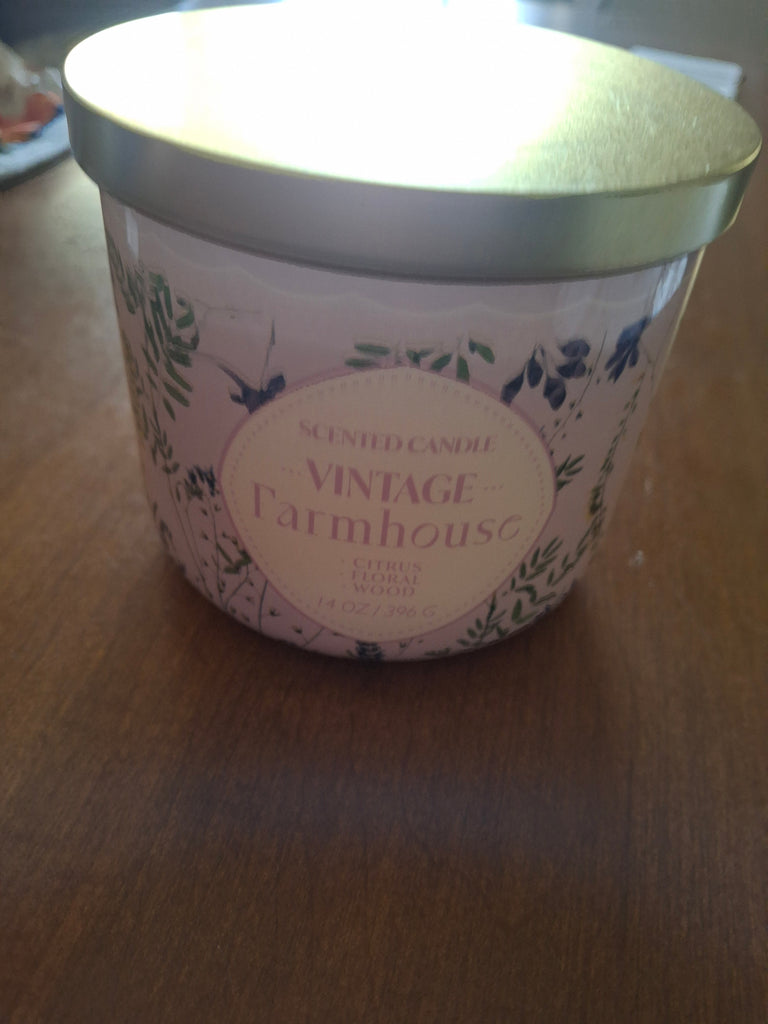 SCENTED CANDLE
··· VINTAGE ···
Farmhouse
· CITRUS
· FLORAL
· WOOD
14 OZ / 396 G